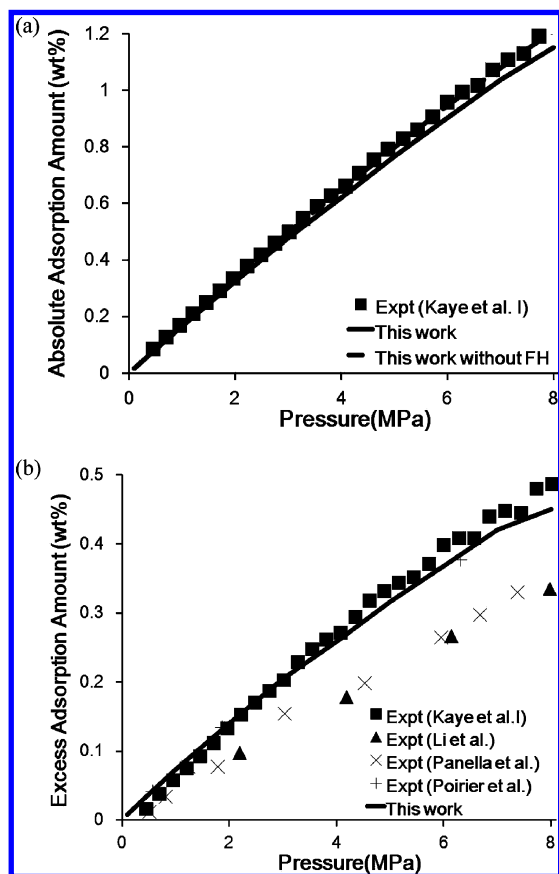 (a)
1.2
1
0.8
0.6
0.4
0.2
0
Absolute Adsorption Amount (wt%)
Expt (Kaye et al. I)
This work
This work without FH
0 2 4 6 8
Pressure(MPa)
(b)
0.5
0.4
0.3
0.2
0.1
0
Excess Adsorption Amount (wt%)
Expt (Kaye et al.I)
Expt (Li et al.)
Expt (Panella et al.)
Expt (Poirier et al.)
This work
0 2 4 6 8
Pressure(MPa)